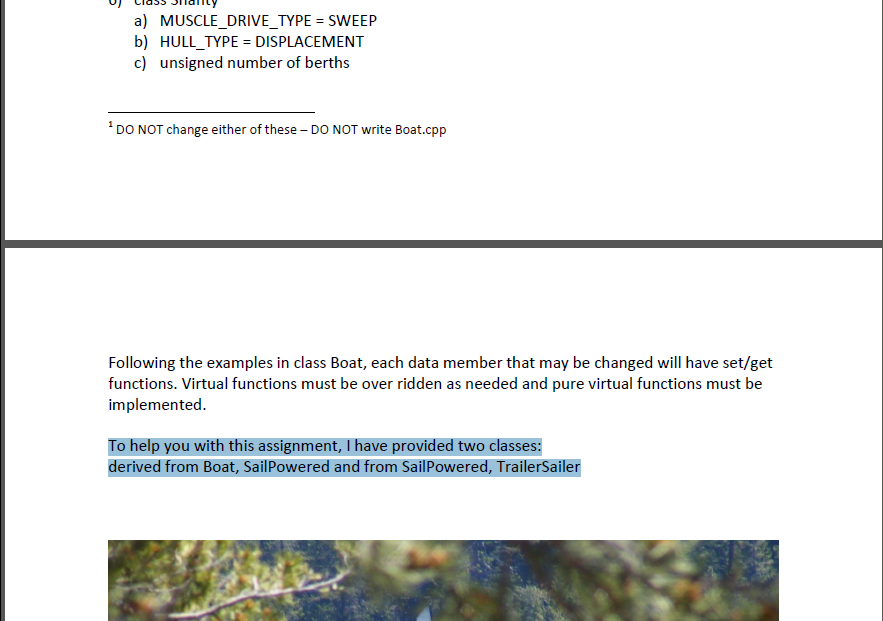 class Shanty
a) MUSCLE_DRIVE_TYPE = SWEEP
b) HULL_TYPE = DISPLACEMENT
c) unsigned number of berths
1 DO NOT change either of these – DO NOT write Boat.cpp
Following the examples in class Boat, each data member that may be changed will have set/get
functions. Virtual functions must be over ridden as needed and pure virtual functions must be
implemented.
To help you with this assignment, I have provided two classes:
derived from Boat, SailPowered and from SailPowered, TrailerSailer